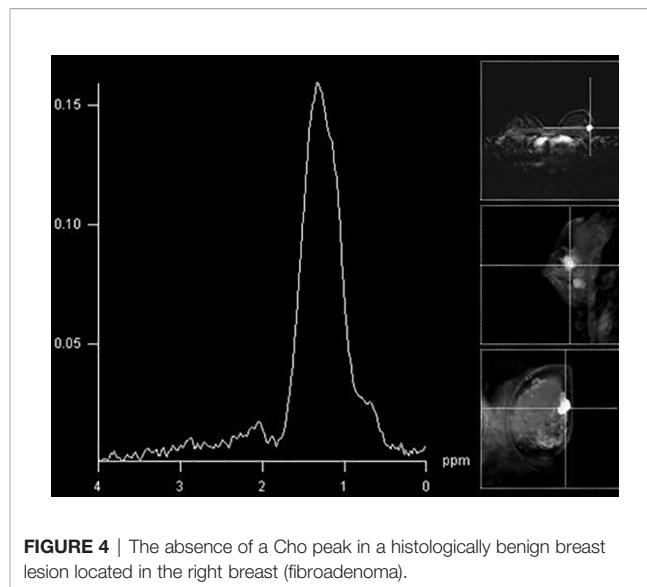 0.15
0.10
0.05
ppm
4 3 2 1 0
FIGURE 4 | The absence of a Cho peak in a histologically benign breast
lesion located in the right breast (fibroadenoma).